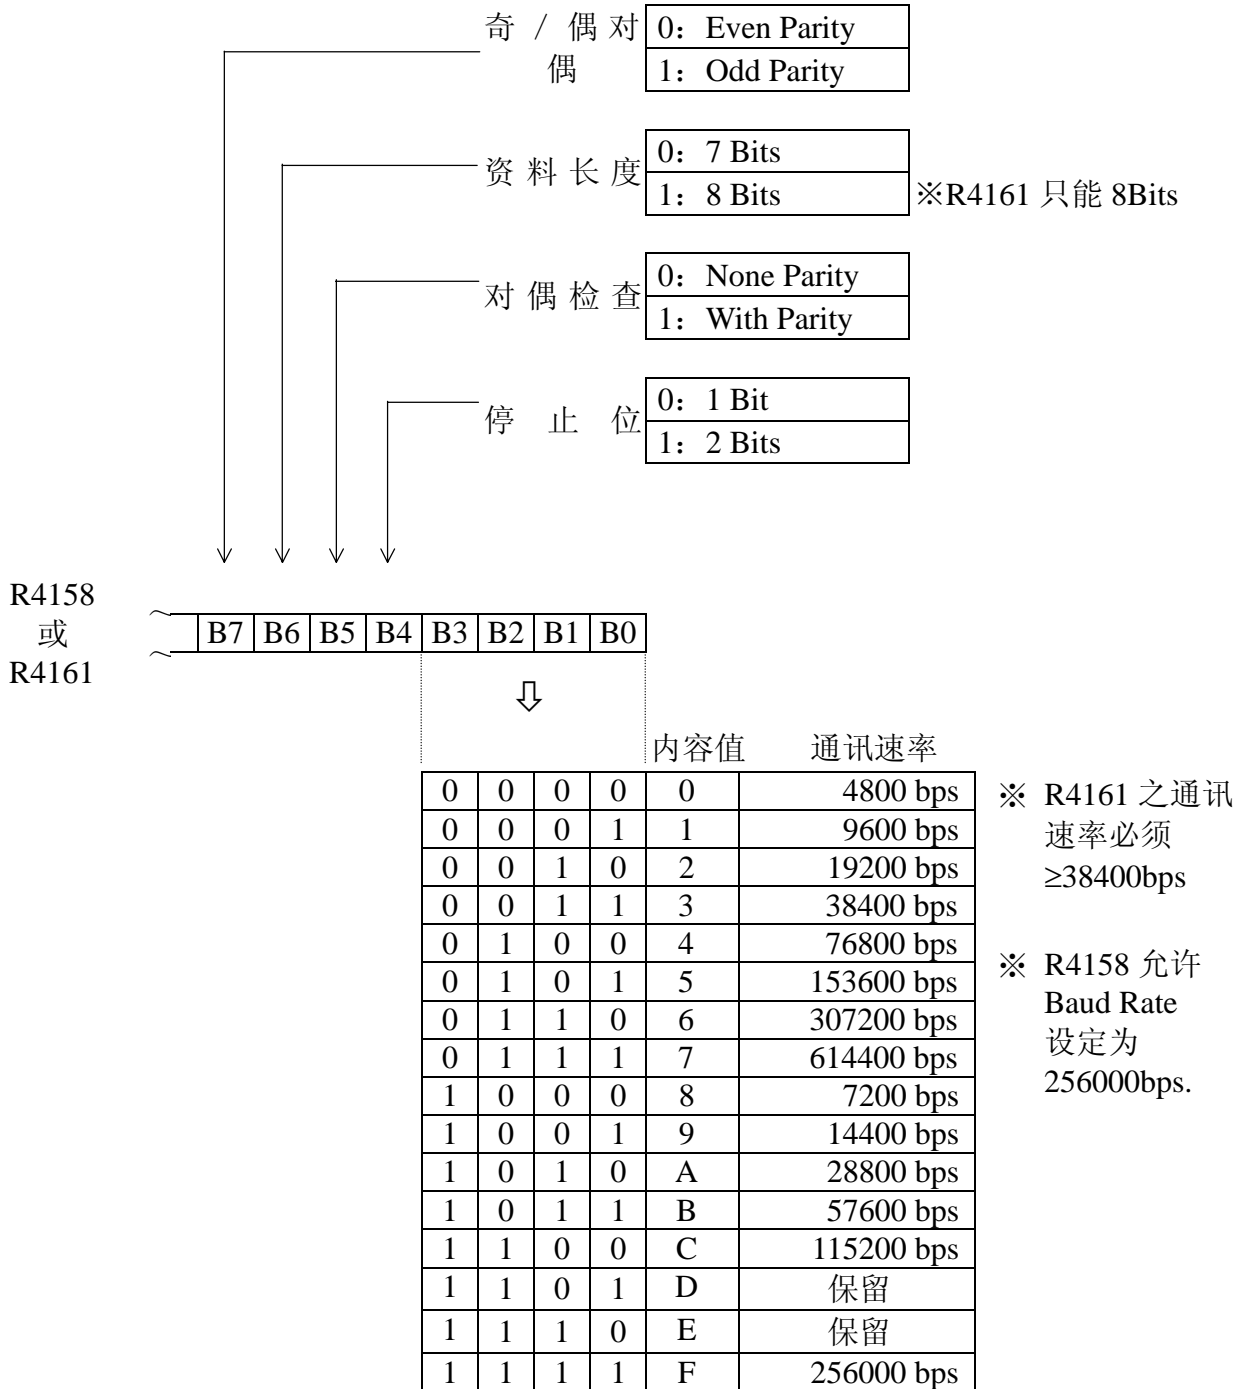 奇 / 偶 对 0: Even Parity
偶 1: Odd Parity
资 料 长 度 0: 7 Bits
1: 8 Bits ※R4161 只能 8Bits
对 偶 检 查 0: None Parity
1: With Parity
停 止 位 0: 1 Bit
1: 2 Bits
R4158
或
R4161
B7 B6 B5 B4 B3 B2 B1 B0
内容值 通讯速率
0 0 0 0 0 4800 bps
0 0 0 1 1 9600 bps
0 0 1 0 2 19200 bps
0 0 1 1 3 38400 bps
0 1 0 0 4 76800 bps
0 1 0 1 5 153600 bps
0 1 1 0 6 307200 bps
0 1 1 1 7 614400 bps
1 0 0 0 8 7200 bps
1 0 0 1 9 14400 bps
1 0 1 0 A 28800 bps
1 0 1 1 B 57600 bps
1 1 0 0 C 115200 bps
1 1 0 1 D 保留
1 1 1 0 E 保留
1 1 1 1 F 256000 bps
※ R4161 之通讯
速率必须
≥38400bps
※ R4158 允许
Baud Rate
设定为
256000bps.